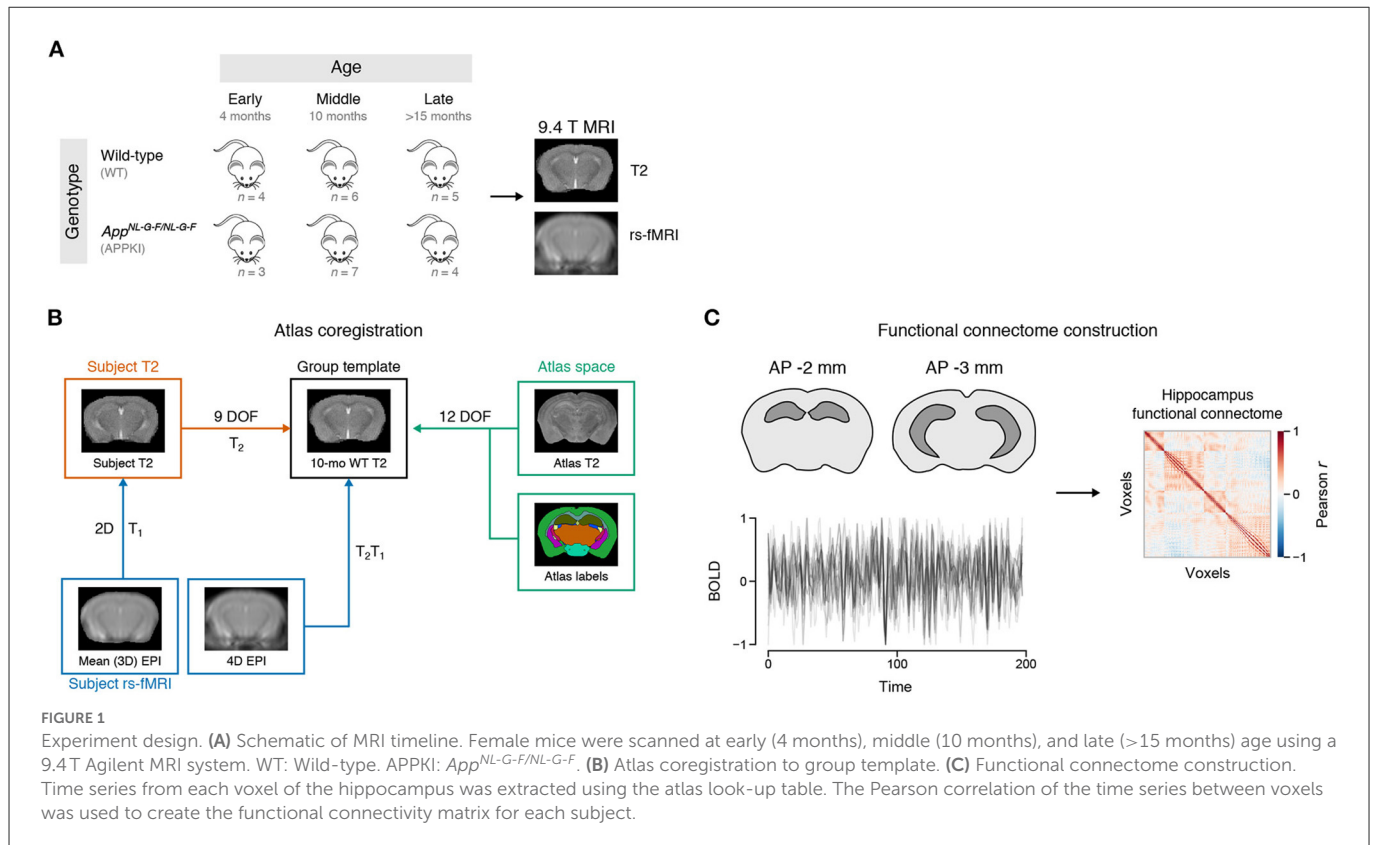 A
Age
Early
Middle
Late
4 months
10 months
>15 months
9.4 T MRI
Genotype
Wild-type
(WT)
n = 4
n = 6
n = 5
T2
App^NL-G-F/NL-G-F
(APPKI)
n = 3
n = 7
n = 4
rs-fMRI
B
Atlas coregistration
Subject T2
Group template
Atlas space
9 DOF
T₂
12 DOF
Subject T2
10-mo WT T2
Atlas T2
2D
T₁
T₂T₁
Atlas labels
Mean (3D) EPI
4D EPI
Subject rs-fMRI
C
Functional connectome construction
AP -2 mm
AP -3 mm
Hippocampus
functional connectome
Voxels
Voxels
1
0
−1
Pearson r
BOLD
1
0
−1
0
100
200
Time
FIGURE 1
Experiment design. (A) Schematic of MRI timeline. Female mice were scanned at early (4 months), middle (10 months), and late (>15 months) age using a
9.4 T Agilent MRI system. WT: Wild-type. APPKI: App^NL-G-F/NL-G-F. (B) Atlas coregistration to group template. (C) Functional connectome construction.
Time series from each voxel of the hippocampus was extracted using the atlas look-up table. The Pearson correlation of the time series between voxels
was used to create the functional connectivity matrix for each subject.